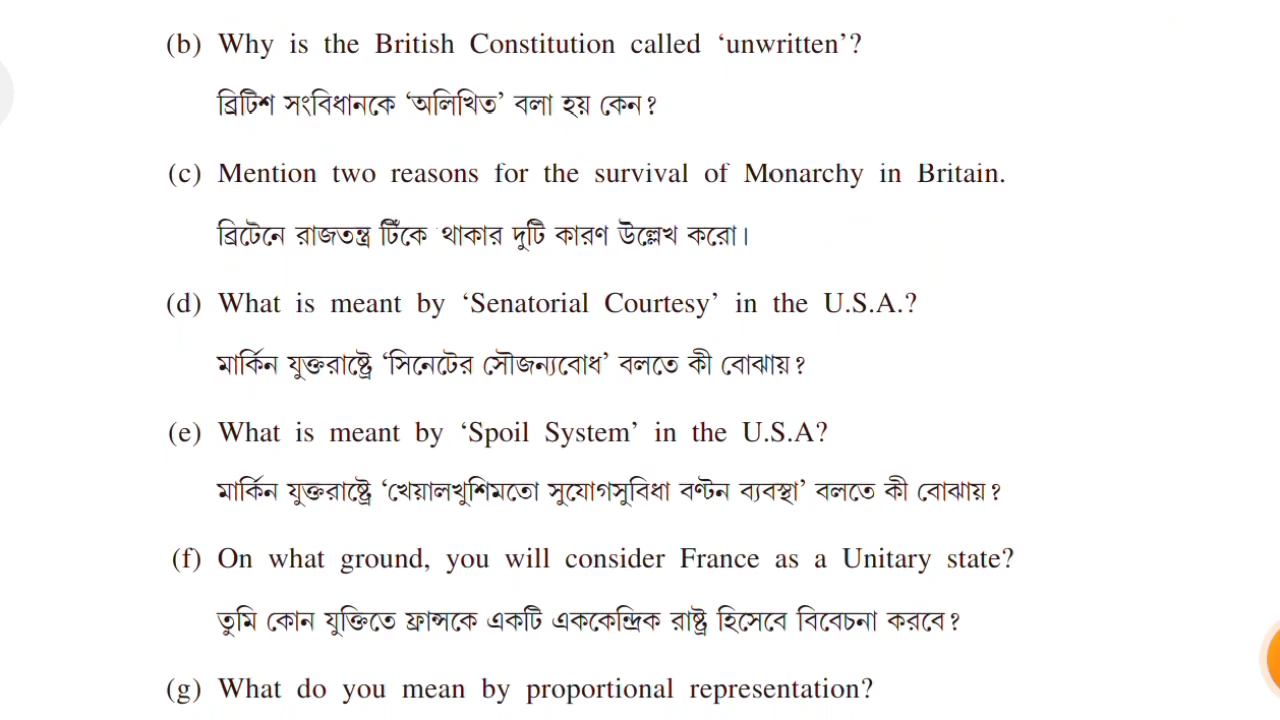 (b) Why is the British Constitution called ‘unwritten’?
ব্রিটিশ সংবিধানকে ‘অলিখিত’ বলা হয় কেন?
(c) Mention two reasons for the survival of Monarchy in Britain.
ব্রিটেনে রাজতন্ত্র টিঁকে থাকার দুটি কারণ উল্লেখ করো।
(d) What is meant by ‘Senatorial Courtesy’ in the U.S.A.?
মার্কিন যুক্তরাষ্ট্রে ‘সিনেটের সৌজন্যবোধ’ বলতে কী বোঝায়?
(e) What is meant by ‘Spoil System’ in the U.S.A?
মার্কিন যুক্তরাষ্ট্রে ‘খেয়ালখুশিমতো সুযোগসুবিধা বণ্টন ব্যবস্থা’ বলতে কী বোঝায়?
(f) On what ground, you will consider France as a Unitary state?
তুমি কোন যুক্তিতে ফ্রান্সকে একটি এককেন্দ্রিক রাষ্ট্র হিসেবে বিবেচনা করবে?
(g) What do you mean by proportional representation?